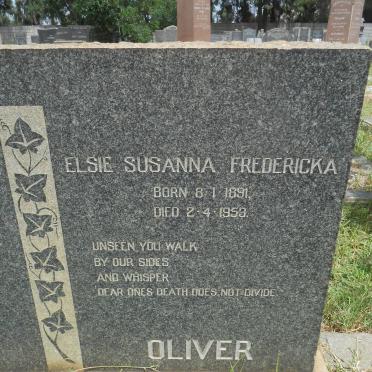 ELSIE SUSANNA FREDERICKA
BORN 8-1-1891.
DIED 2-4-1953.
UNSEEN YOU WALK
BY OUR SIDES
AND WHISPER
DEAR ONES DEATH DOES NOT DIVIDE
OLIVER